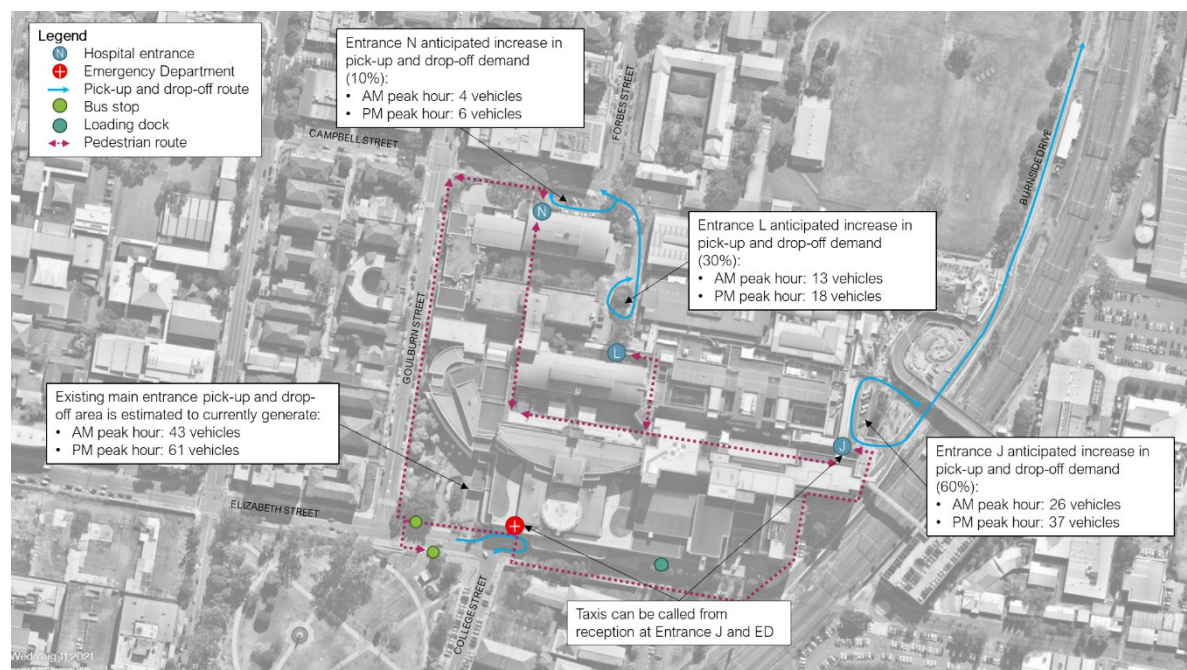 Legend
N Hospital entrance
Emergency Department
Pick-up and drop-off route
Bus stop
Loading dock
Pedestrian route
Entrance N anticipated increase in
pick-up and drop-off demand
(10%):
• AM peak hour: 4 vehicles
• PM peak hour: 6 vehicles
FORBES STREET
CAMPBELL STREET
BURNSIDE DRIVE
N
Entrance L anticipated increase in
pick-up and drop-off demand
(30%):
• AM peak hour: 13 vehicles
• PM peak hour: 18 vehicles
GOULBURN STREET
L
Existing main entrance pick-up and drop-
off area is estimated to currently generate:
• AM peak hour: 43 vehicles
• PM peak hour: 61 vehicles
J
Entrance J anticipated increase in
pick-up and drop-off demand
(60%):
• AM peak hour: 26 vehicles
• PM peak hour: 37 vehicles
ELIZABETH STREET
COLLEGE STREET
Taxis can be called from
reception at Entrance J and ED
Wed Aug 11 2021